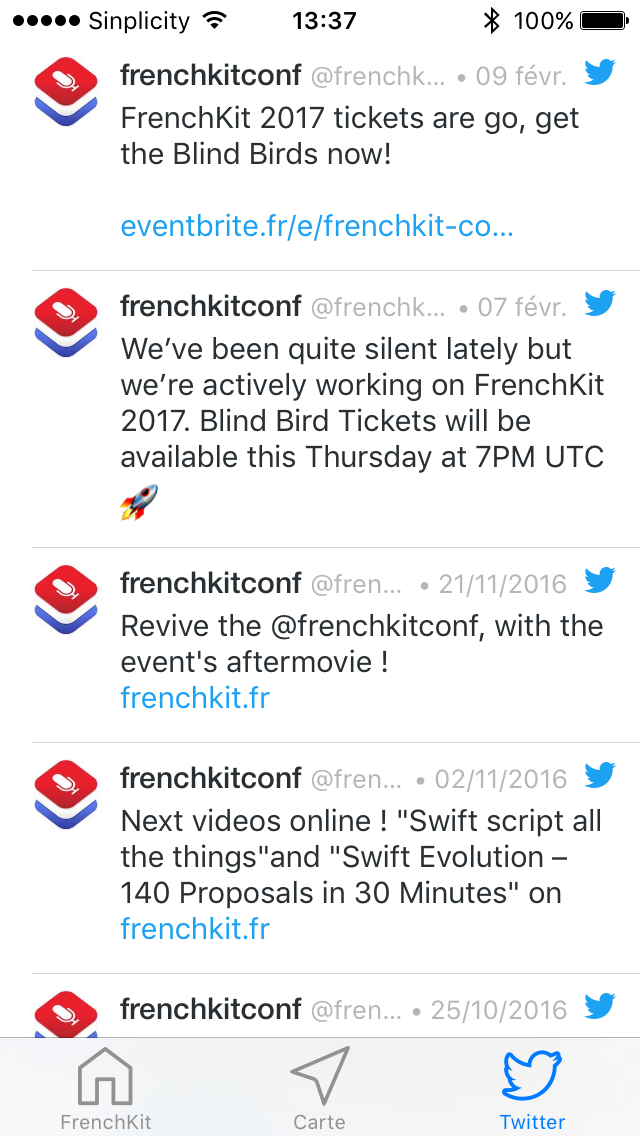 Sinplicity 13:37 100%
frenchkitconf @frenchk... • 09 févr.
FrenchKit 2017 tickets are go, get
the Blind Birds now!
eventbrite.fr/e/frenchkit-co...
frenchkitconf @frenchk... • 07 févr.
We’ve been quite silent lately but
we’re actively working on FrenchKit
2017. Blind Bird Tickets will be
available this Thursday at 7PM UTC
🚀
frenchkitconf @fren... • 21/11/2016
Revive the @frenchkitconf, with the
event's aftermovie !
frenchkit.fr
frenchkitconf @fren... • 02/11/2016
Next videos online ! "Swift script all
the things"and "Swift Evolution –
140 Proposals in 30 Minutes" on
frenchkit.fr
frenchkitconf @fren... • 25/10/2016
FrenchKit Carte Twitter